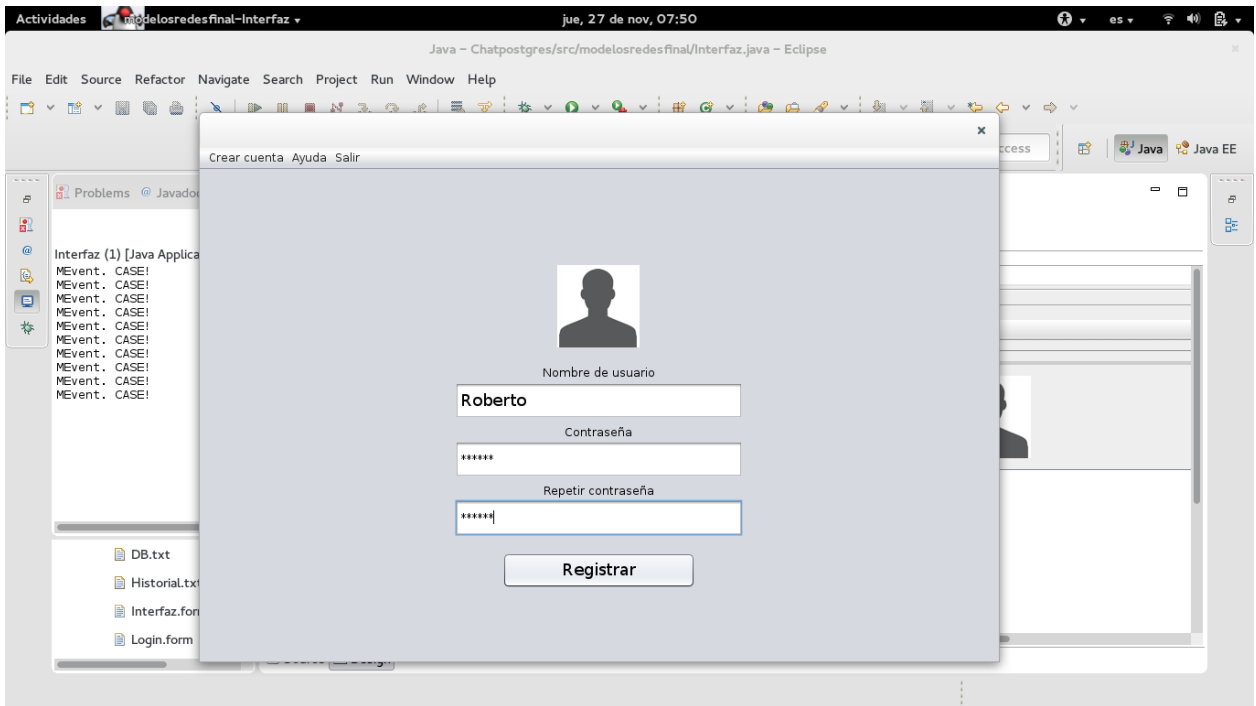 Actividades modelosredesfinal-Interfaz jue, 27 de nov, 07:50 es
Java – Chatpostgres/src/modelosredesfinal/Interfaz.java – Eclipse
File Edit Source Refactor Navigate Search Project Run Window Help
Crear cuenta Ayuda Salir
ccess Java Java EE
Problems @ Javadoc
Interfaz (1) [Java Applica
MEvent. CASE!
MEvent. CASE!
MEvent. CASE!
MEvent. CASE!
MEvent. CASE!
MEvent. CASE!
MEvent. CASE!
MEvent. CASE!
MEvent. CASE!
MEvent. CASE!
Nombre de usuario
Roberto
Contraseña
******
Repetir contraseña
******
Registrar
DB.txt
Historial.txt
Interfaz.for
Login.form